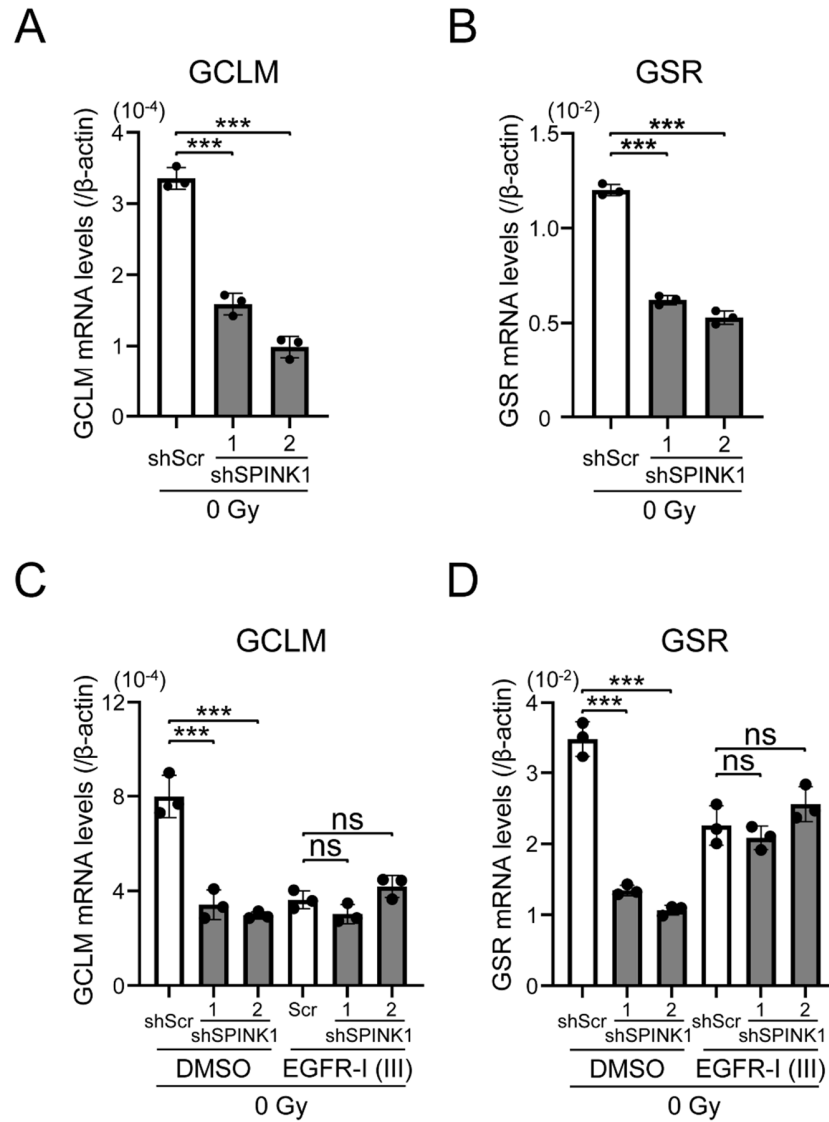 A
GCLM
(10-4)
GCLM mRNA levels (/β-actin)
4
3
2
1
0
***
***
shScr
1 2
shSPINK1
0 Gy
B
GSR
(10-2)
GSR mRNA levels (/β-actin)
1.5
1.0
0.5
0
***
***
shScr
1 2
shSPINK1
0 Gy
C
GCLM
(10-4)
GCLM mRNA levels (/β-actin)
12
8
4
0
***
***
ns
ns
shScr 1 2 Scr 1 2
shSPINK1 shSPINK1
DMSO EGFR-I (III)
0 Gy
D
GSR
(10-2)
GSR mRNA levels (/β-actin)
4
3
2
1
0
***
***
ns
ns
shScr 1 2 shScr 1 2
shSPINK1 shSPINK1
DMSO EGFR-I (III)
0 Gy